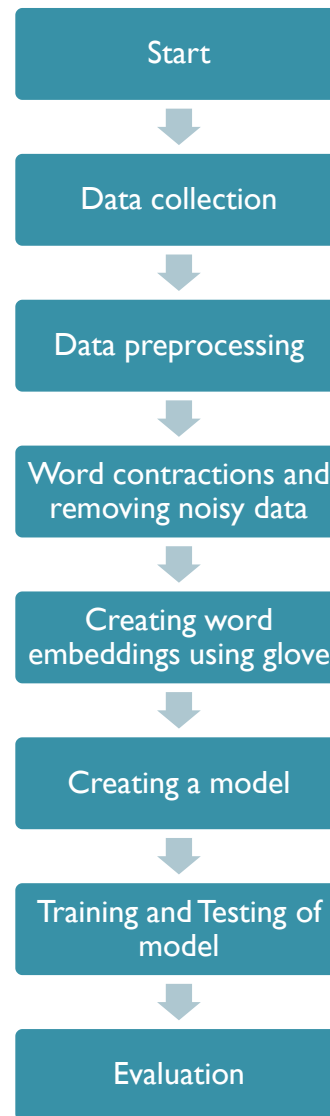 Start
Data collection
Data preprocessing
Word contractions and
removing noisy data
Creating word
embeddings using glove
Creating a model
Training and Testing of
model
Evaluation